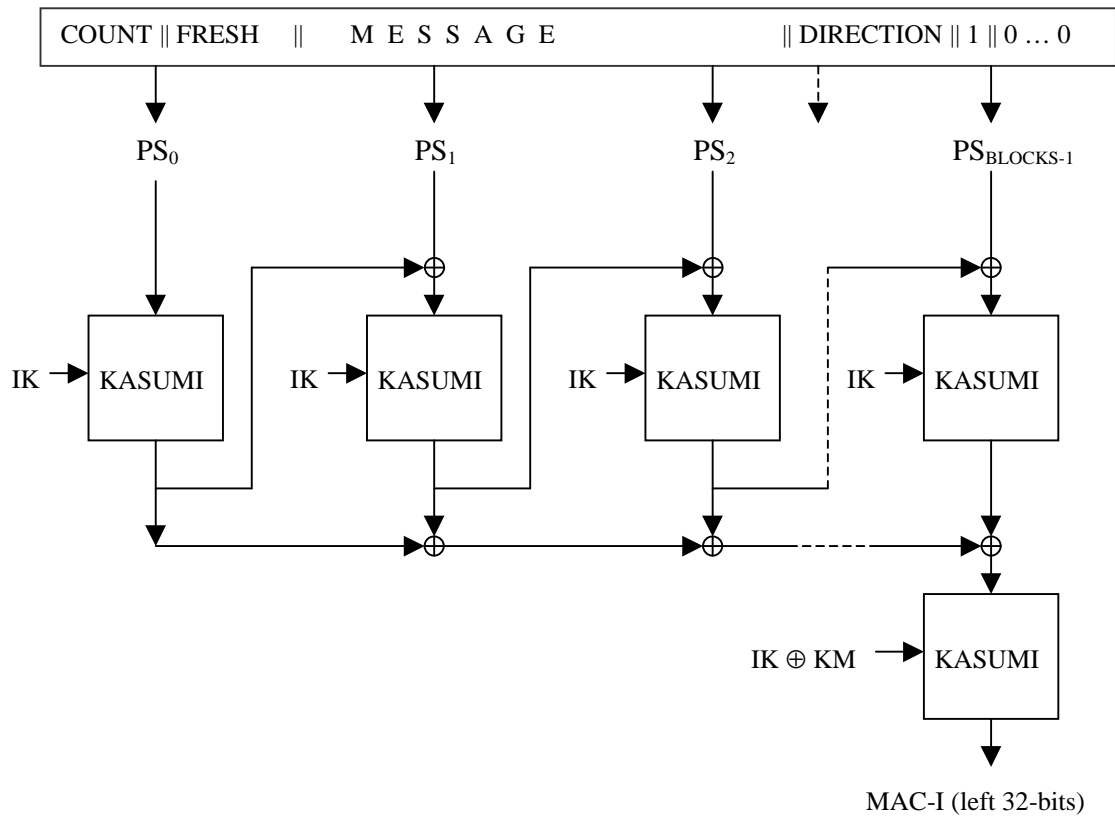 COUNT || FRESH || M E S S A G E || DIRECTION || 1 || 0 … 0
PS₀ PS₁ PS₂ PS_BLOCKS-1
IK KASUMI IK KASUMI IK KASUMI IK KASUMI
IK ⊕ KM KASUMI
MAC-I (left 32-bits)